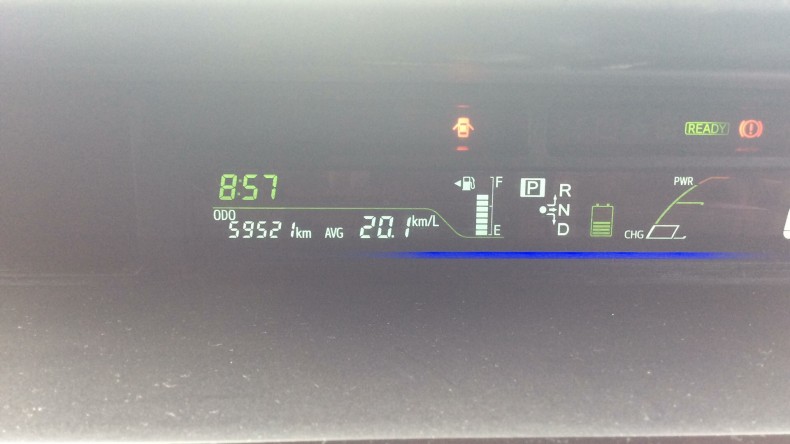 READY
8:57
F
P
R
PWR
ODO
N
59521km AVG 20.1km/L
E
D
CHG